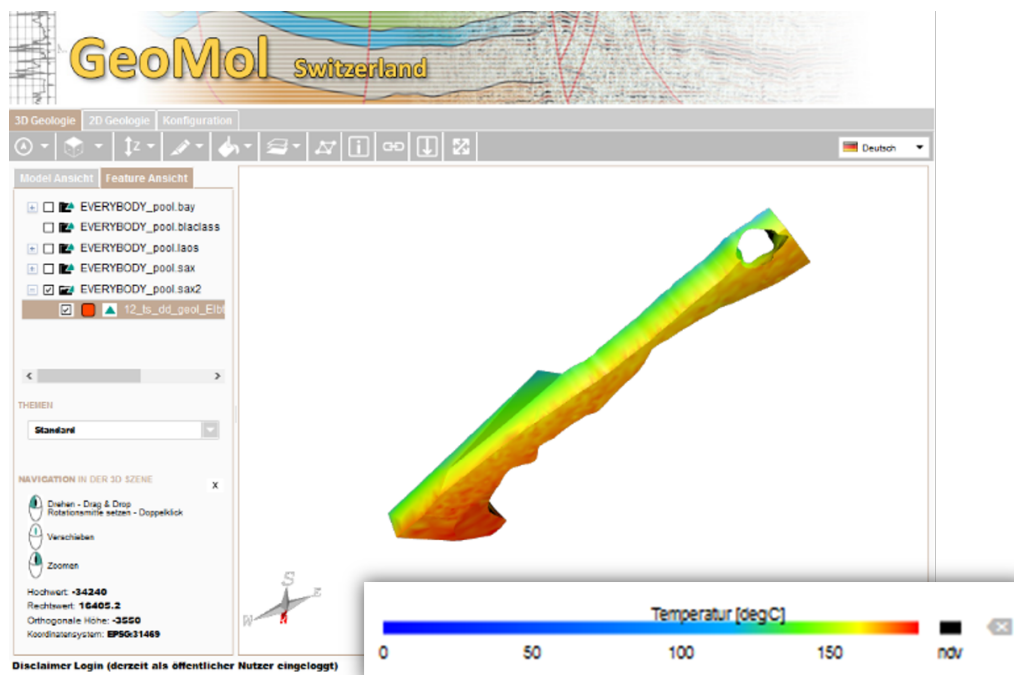 GeoMol Switzerland
3D Geologie 2D Geologie Konfiguration
Deutsch
Model Ansicht Feature Ansicht
EVERYBODY_pool.bay
EVERYBODY_pool.blaclass
EVERYBODY_pool.laos
EVERYBODY_pool.sax
EVERYBODY_pool.sax2
12_ts_dd_geol_Elbt
THEMEN
Standard
NAVIGATION IN DER 3D SZENE
x
Drehen - Drag & Drop
Rotationsmitte setzen - Doppelklick
Verschieben
Zoomen
Hochwert: -34240
Rechtswert: 16405.2
Orthogonale Höhe: -3550
Koordinatensystem: EPSG:31469
S
E
W
N
Temperatur [degC]
0 50 100 150 ndv
Disclaimer Login (derzeit als öffentlicher Nutzer eingeloggt)